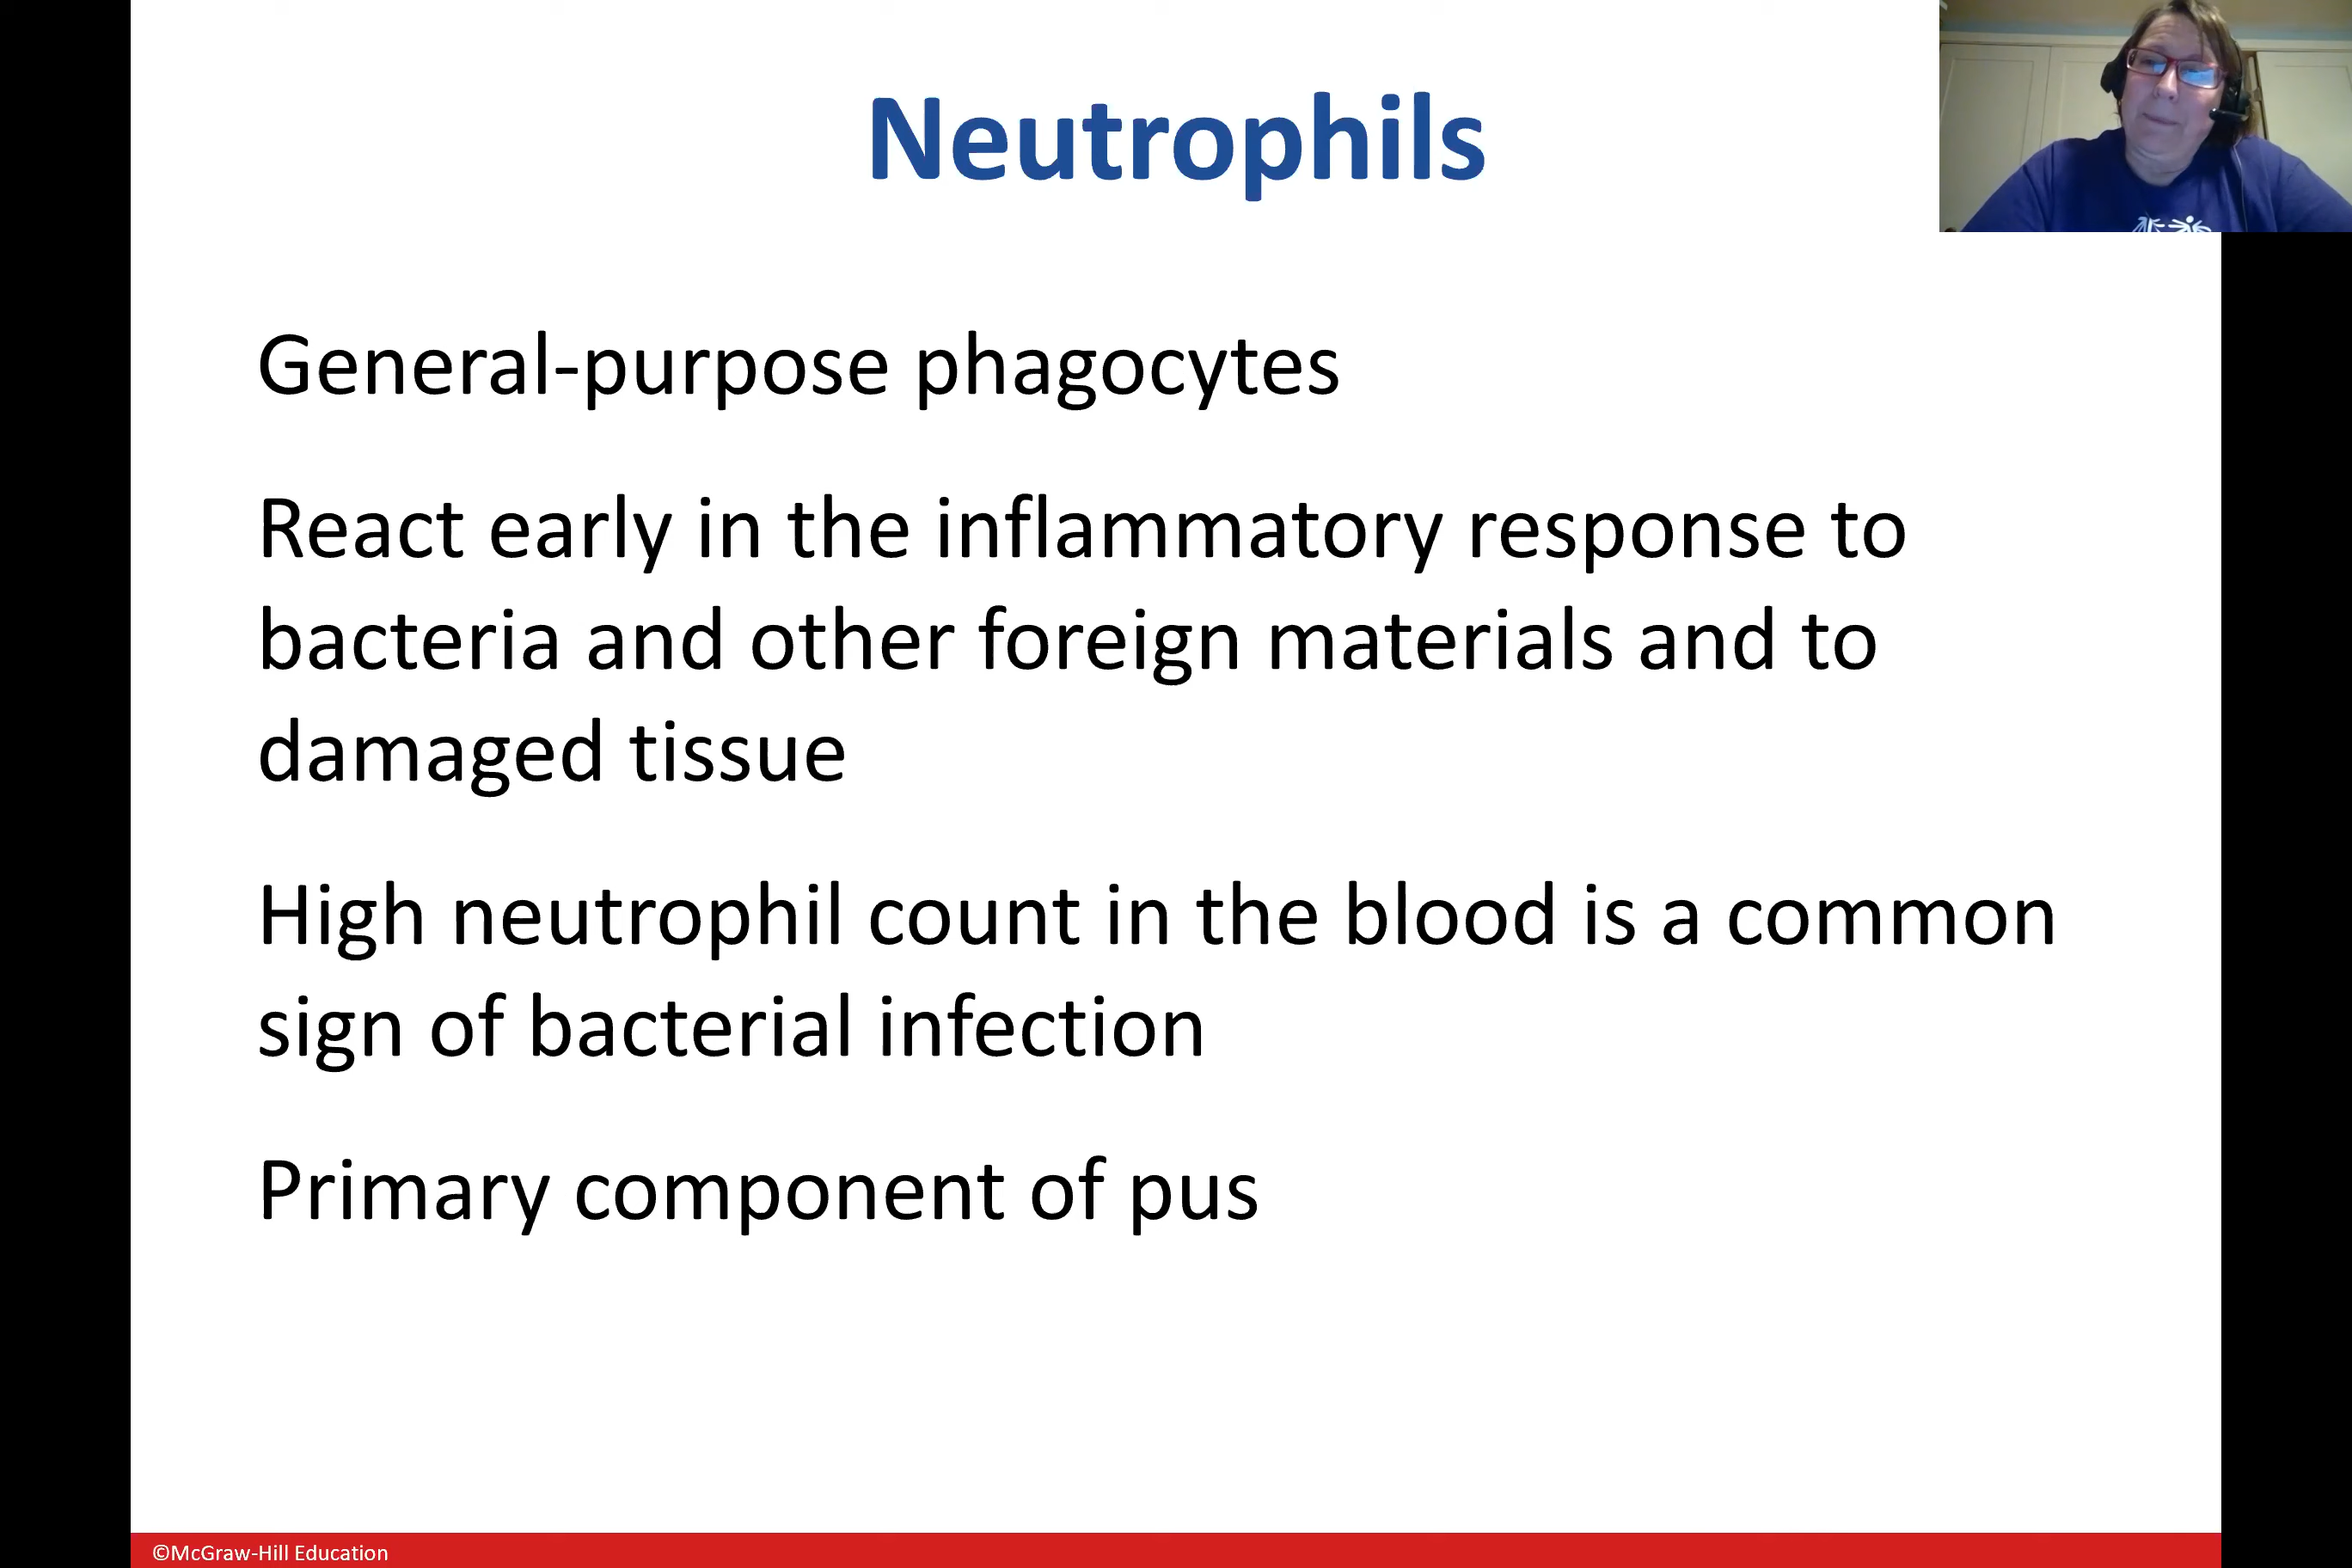 Neutrophils
General-purpose phagocytes
React early in the inflammatory response to
bacteria and other foreign materials and to
damaged tissue
High neutrophil count in the blood is a common
sign of bacterial infection
Primary component of pus
©McGraw-Hill Education